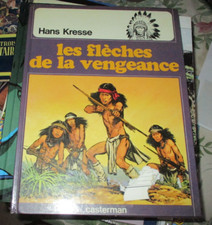 Hans Kresse
les flèches
de la vengeance
casterman